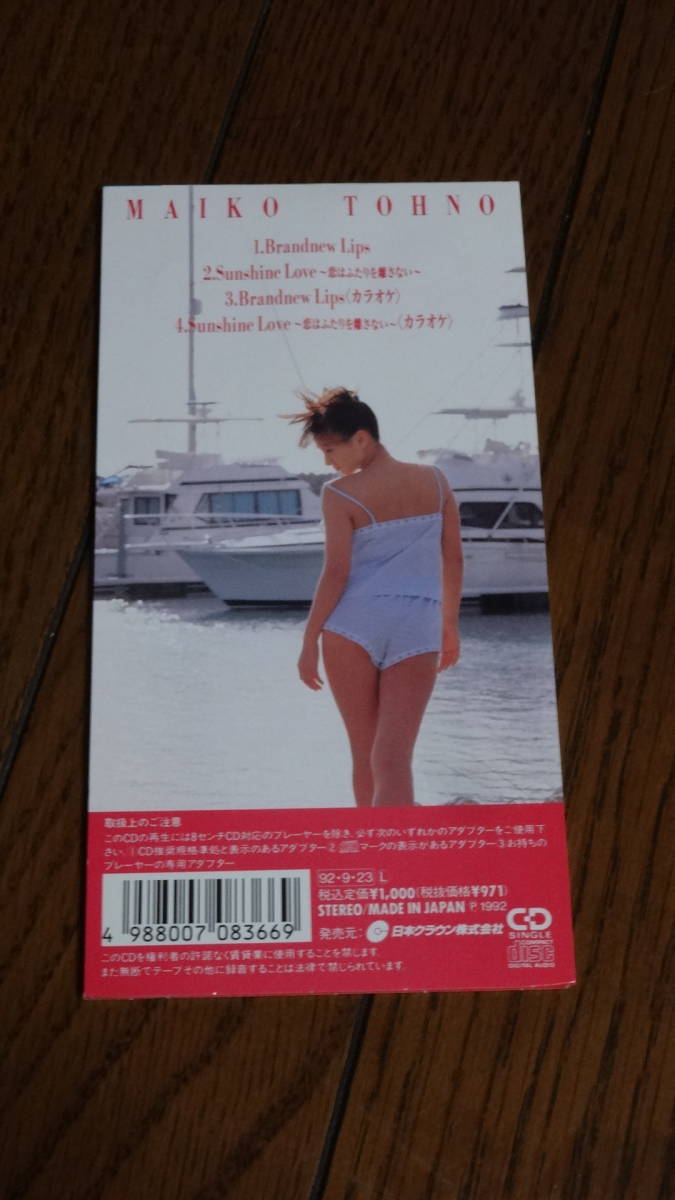 MAIKO TOHNO
1.Brandnew Lips
2.Sunshine Love～恋はふたりを離さない～
3.Brandnew Lips〈カラオケ〉
4.Sunshine Love～恋はふたりを離さない～〈カラオケ〉
取扱上のご注意
このCDの再生には8センチCD対応のプレーヤーを除き、必ず次のいずれかのアダプターをご使用下
さい。1.CD推奨規格準処と表示のあるアダプター2.マークの表示があるアダプター3.お持ちの
プレーヤーの専用アダプター
92・9・23 L
税込定価¥1,000(税抜価格¥971)
STEREO/MADE IN JAPAN Ⓟ1992
4 988007 083669
発売元：日本クラウン株式会社
CD
SINGLE
COMPACT
disc
DIGITAL AUDIO
このCDを権利者の許諾なく賃貸業に使用することを禁じます。
また無断でテープその他に録音することは法律で禁じられています。